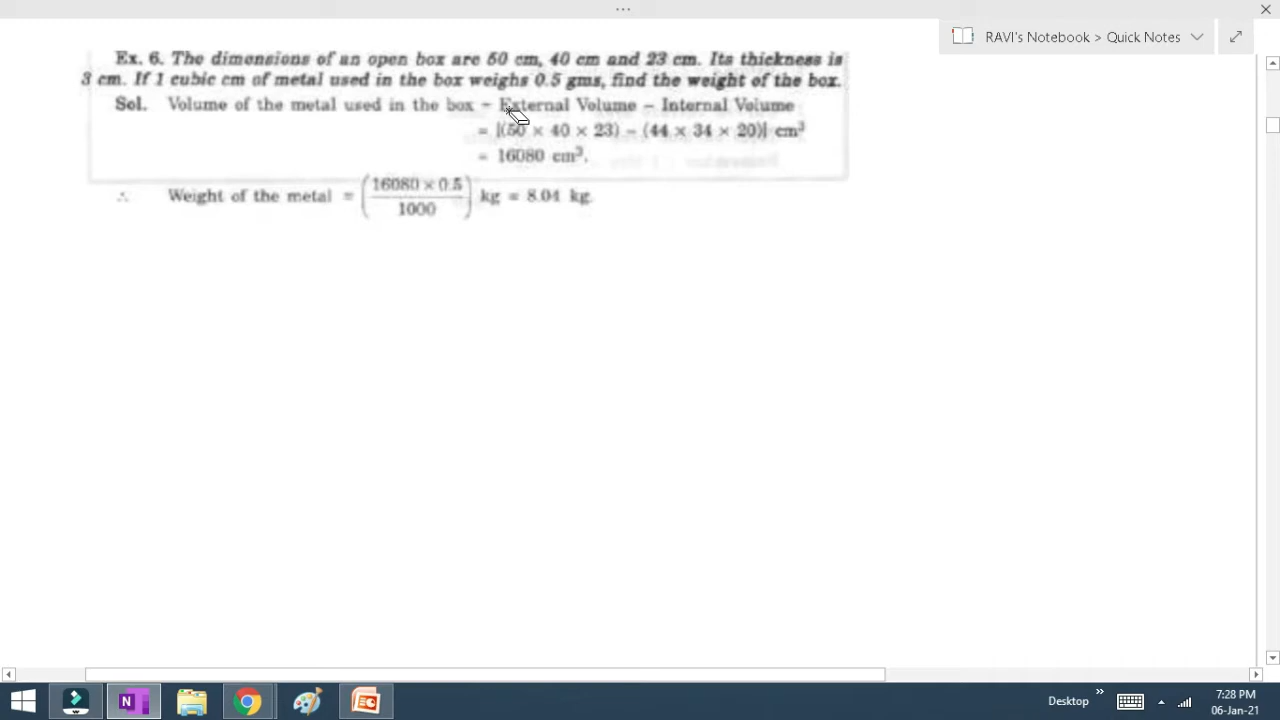 ...
RAVI's Notebook > Quick Notes
Ex. 6. The dimensions of an open box are 50 cm, 40 cm and 23 cm. Its thickness is
3 cm. If 1 cubic cm of metal used in the box weighs 0.5 gms, find the weight of the box.
Sol. Volume of the metal used in the box = External Volume – Internal Volume
= [(50 × 40 × 23) – (44 × 34 × 20)] cm³
= 16080 cm³.
∴ Weight of the metal = (16080 × 0.5 / 1000) kg = 8.04 kg.
N
Desktop
7:28 PM
06-Jan-21